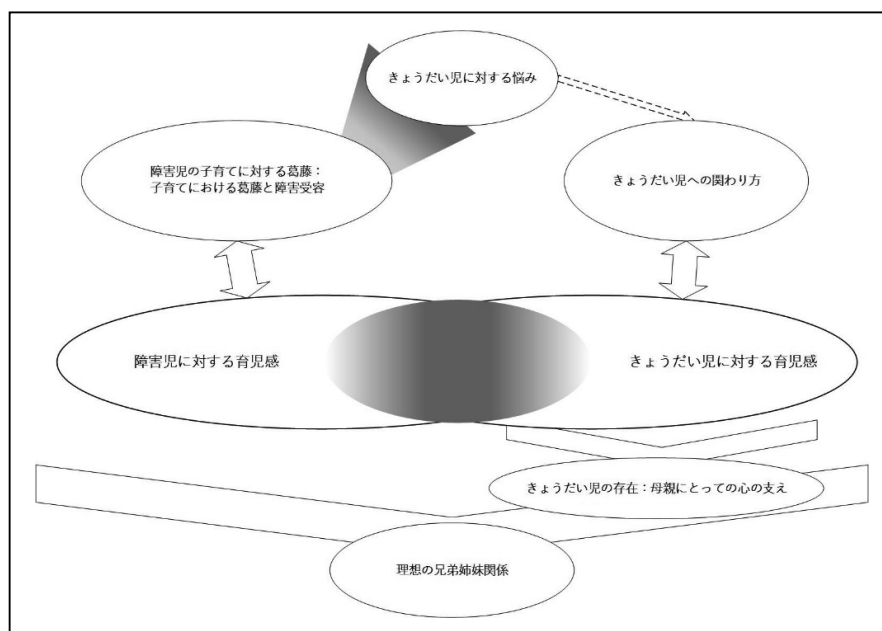 きょうだい児に対する悩み
障害児の子育てに対する葛藤：
子育てにおける葛藤と障害受容
きょうだい児への関わり方
障害児に対する育児感
きょうだい児に対する育児感
きょうだい児の存在：母親にとっての心の支え
理想の兄弟姉妹関係